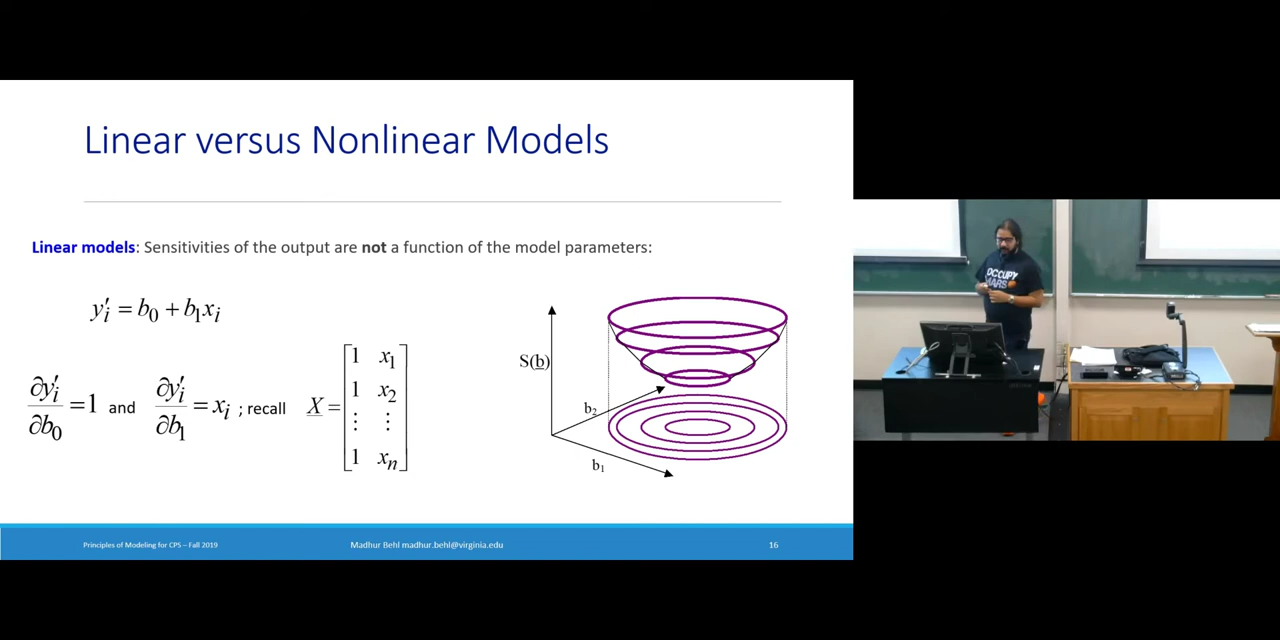 Linear versus Nonlinear Models
Linear models: Sensitivities of the output are not a function of the model parameters:
y′ᵢ = b₀ + b₁xᵢ
∂y′ᵢ/∂b₀ = 1 and ∂y′ᵢ/∂b₁ = xᵢ ; recall X =
1 x₁
1 x₂
⋮ ⋮
1 xₙ
S(b)
b₂
b₁
Principles of Modeling for CPS – Fall 2019 Madhur Behl madhur.behl@virginia.edu 16
OCCUPY
MARS